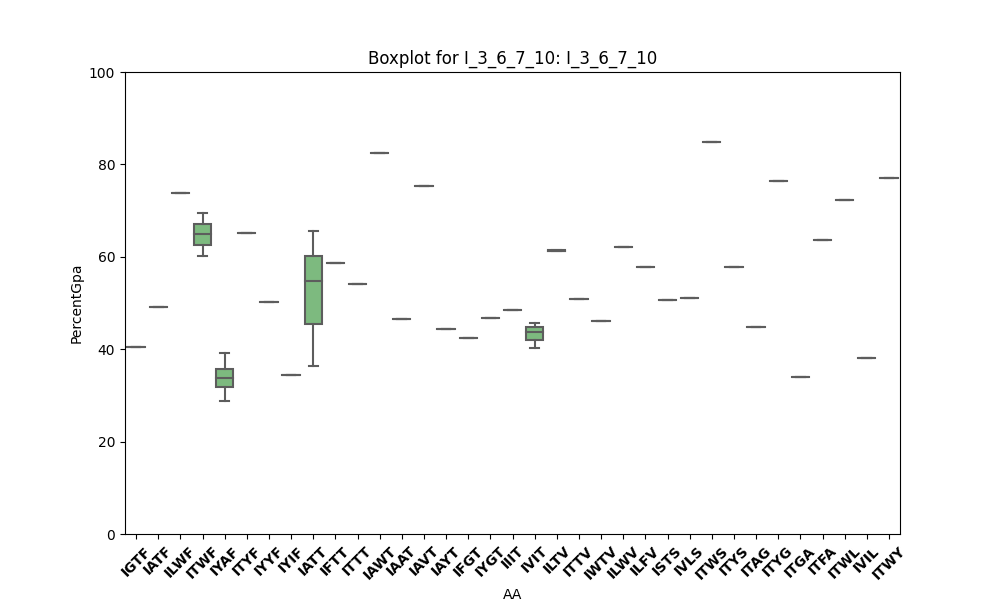 Boxplot for I_3_6_7_10: I_3_6_7_10
100
80
60
40
20
0
PercentGpa
IGTF IATF ILWF ITWF IYAF ITYF IYYF IYIF IATT IFTT ITTT IAWT IAAT IAVT IAYT IFGT IYGT IIIT IVIT ILTV ITTV IWTV ILWV ILFV ISTS IVLS ITWS ITYS ITAG ITYG ITGA ITFA ITWL IVIL ITWY
AA